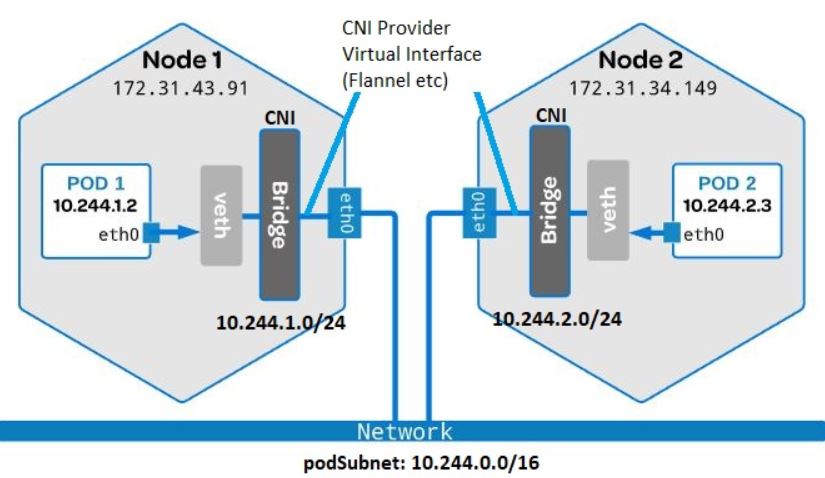 CNI Provider
Virtual Interface
(Flannel etc)
Node 1
172.31.43.91
CNI
POD 1
10.244.1.2
eth0
veth
Bridge
eth0
10.244.1.0/24
Node 2
172.31.34.149
CNI
eth0
Bridge
veth
POD 2
10.244.2.3
eth0
10.244.2.0/24
Network
podSubnet: 10.244.0.0/16